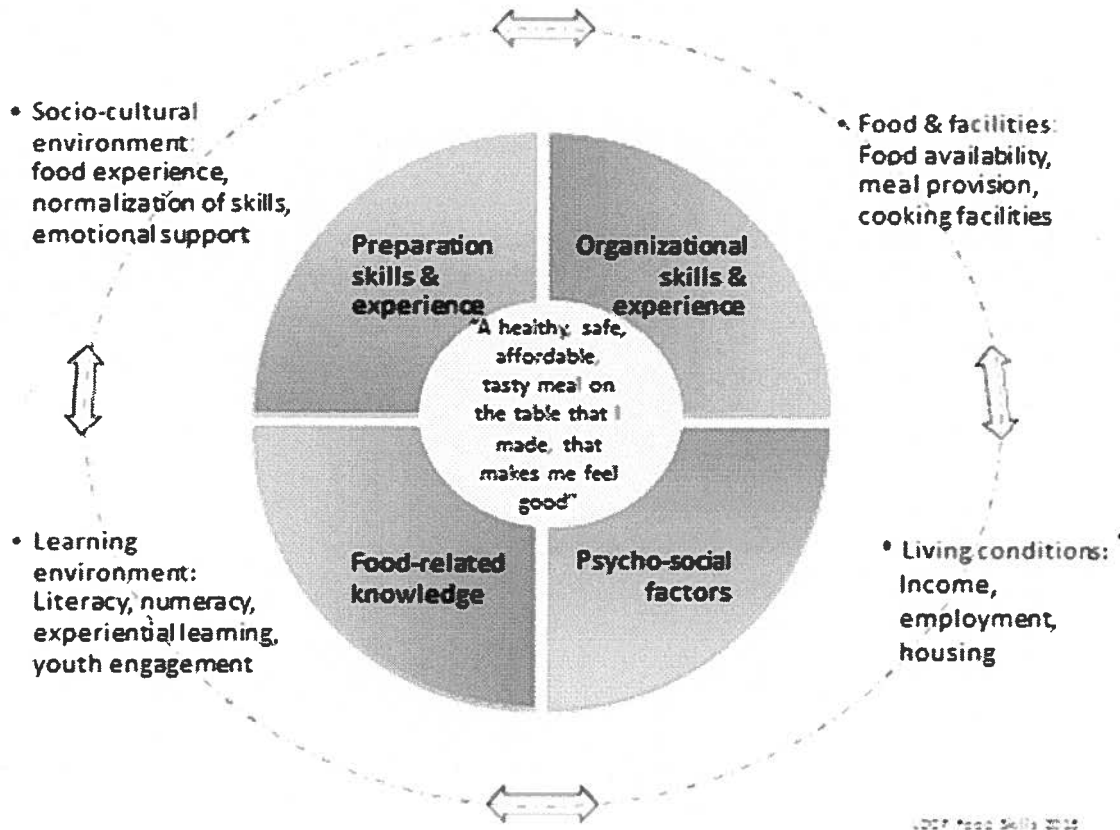 • Socio-cultural
environment:
food experience,
normalization of skills,
emotional support
• Food & facilities:
Food availability,
meal provision,
cooking facilities
Preparation
skills &
experience
Organizational
skills &
experience
"A healthy, safe,
affordable,
tasty meal on
the table that I
made, that
makes me feel
good"
Food-related
knowledge
Psycho-social
factors
• Learning
environment:
Literacy, numeracy,
experiential learning,
youth engagement
• Living conditions:
Income,
employment,
housing
Food Skills